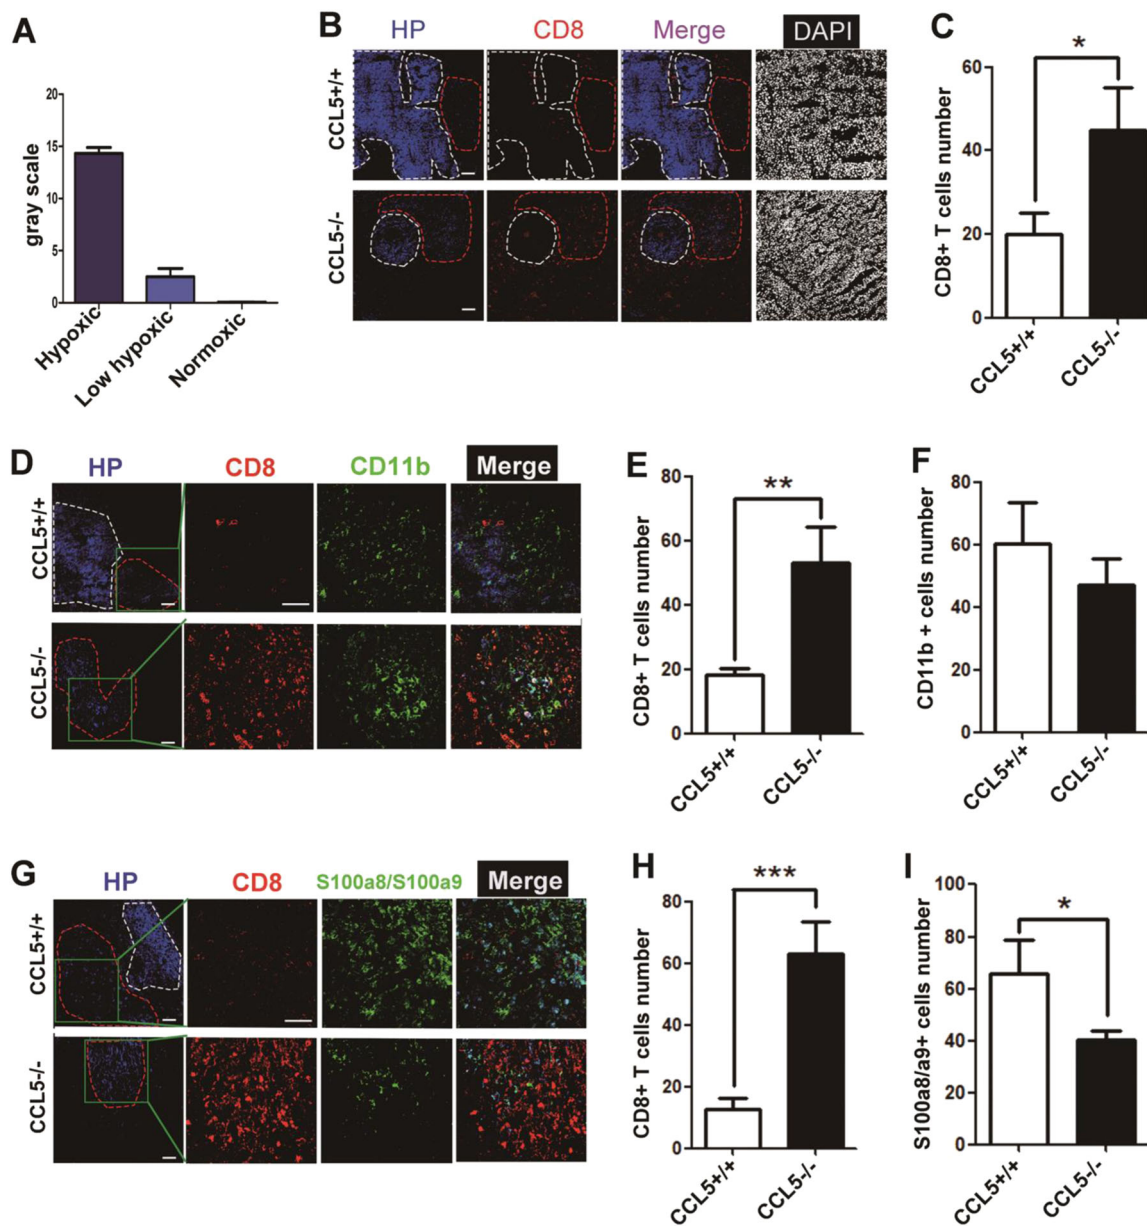 A
gray scale
20
15
10
5
0
Hypoxic
Low hypoxic
Normoxic
B
HP CD8 Merge DAPI
CCL5+/+
CCL5-/-
C
*
CD8+ T cells number
60
40
20
0
CCL5+/+
CCL5-/-
D
HP CD8 CD11b Merge
CCL5+/+
CCL5-/-
E
**
CD8+ T cells number
80
60
40
20
0
CCL5+/+
CCL5-/-
F
CD11b + cells number
80
60
40
20
0
CCL5+/+
CCL5-/-
G
HP CD8 S100a8/S100a9 Merge
CCL5+/+
CCL5-/-
H
***
CD8+ T cells number
80
60
40
20
0
CCL5+/+
CCL5-/-
I
*
S100a8/a9+ cells number
100
80
60
40
20
0
CCL5+/+
CCL5-/-